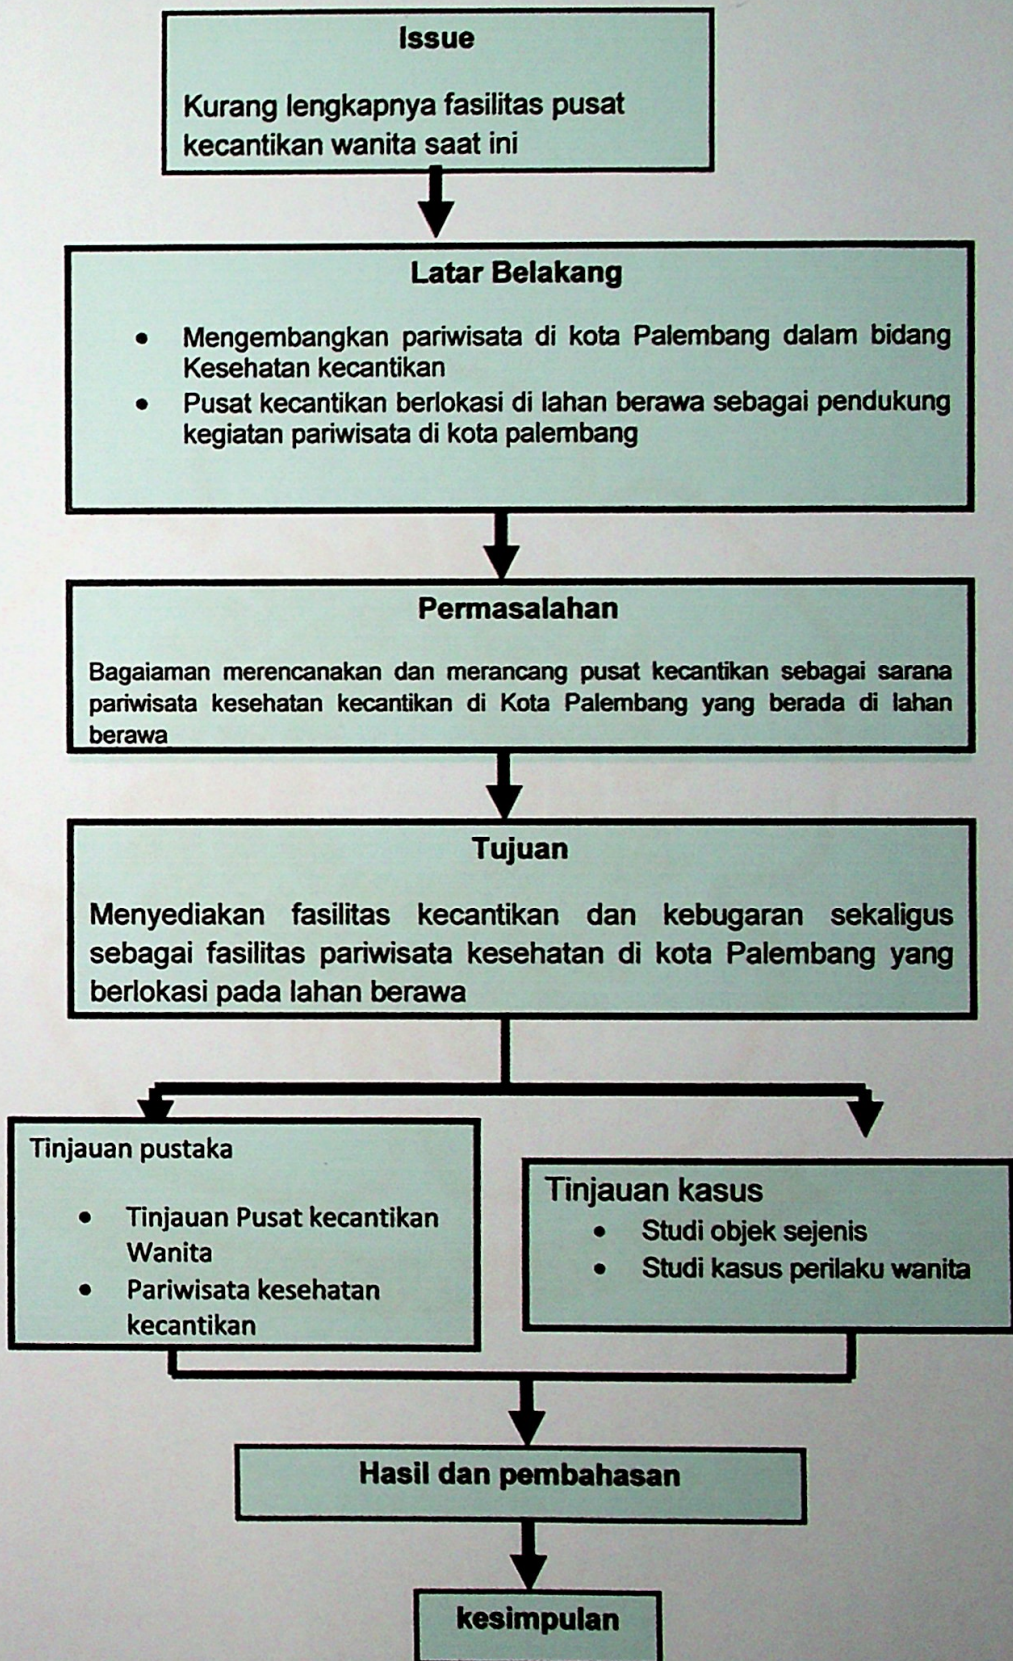 Issue
Kurang lengkapnya fasilitas pusat
kecantikan wanita saat ini
Latar Belakang
• Mengembangkan pariwisata di kota Palembang dalam bidang
Kesehatan kecantikan
• Pusat kecantikan berlokasi di lahan berawa sebagai pendukung
kegiatan pariwisata di kota palembang
Permasalahan
Bagaiaman merencanakan dan merancang pusat kecantikan sebagai sarana
pariwisata kesehatan kecantikan di Kota Palembang yang berada di lahan
berawa
Tujuan
Menyediakan fasilitas kecantikan dan kebugaran sekaligus
sebagai fasilitas pariwisata kesehatan di kota Palembang yang
berlokasi pada lahan berawa
Tinjauan pustaka
• Tinjauan Pusat kecantikan
Wanita
• Pariwisata kesehatan
kecantikan
Tinjauan kasus
• Studi objek sejenis
• Studi kasus perilaku wanita
Hasil dan pembahasan
kesimpulan